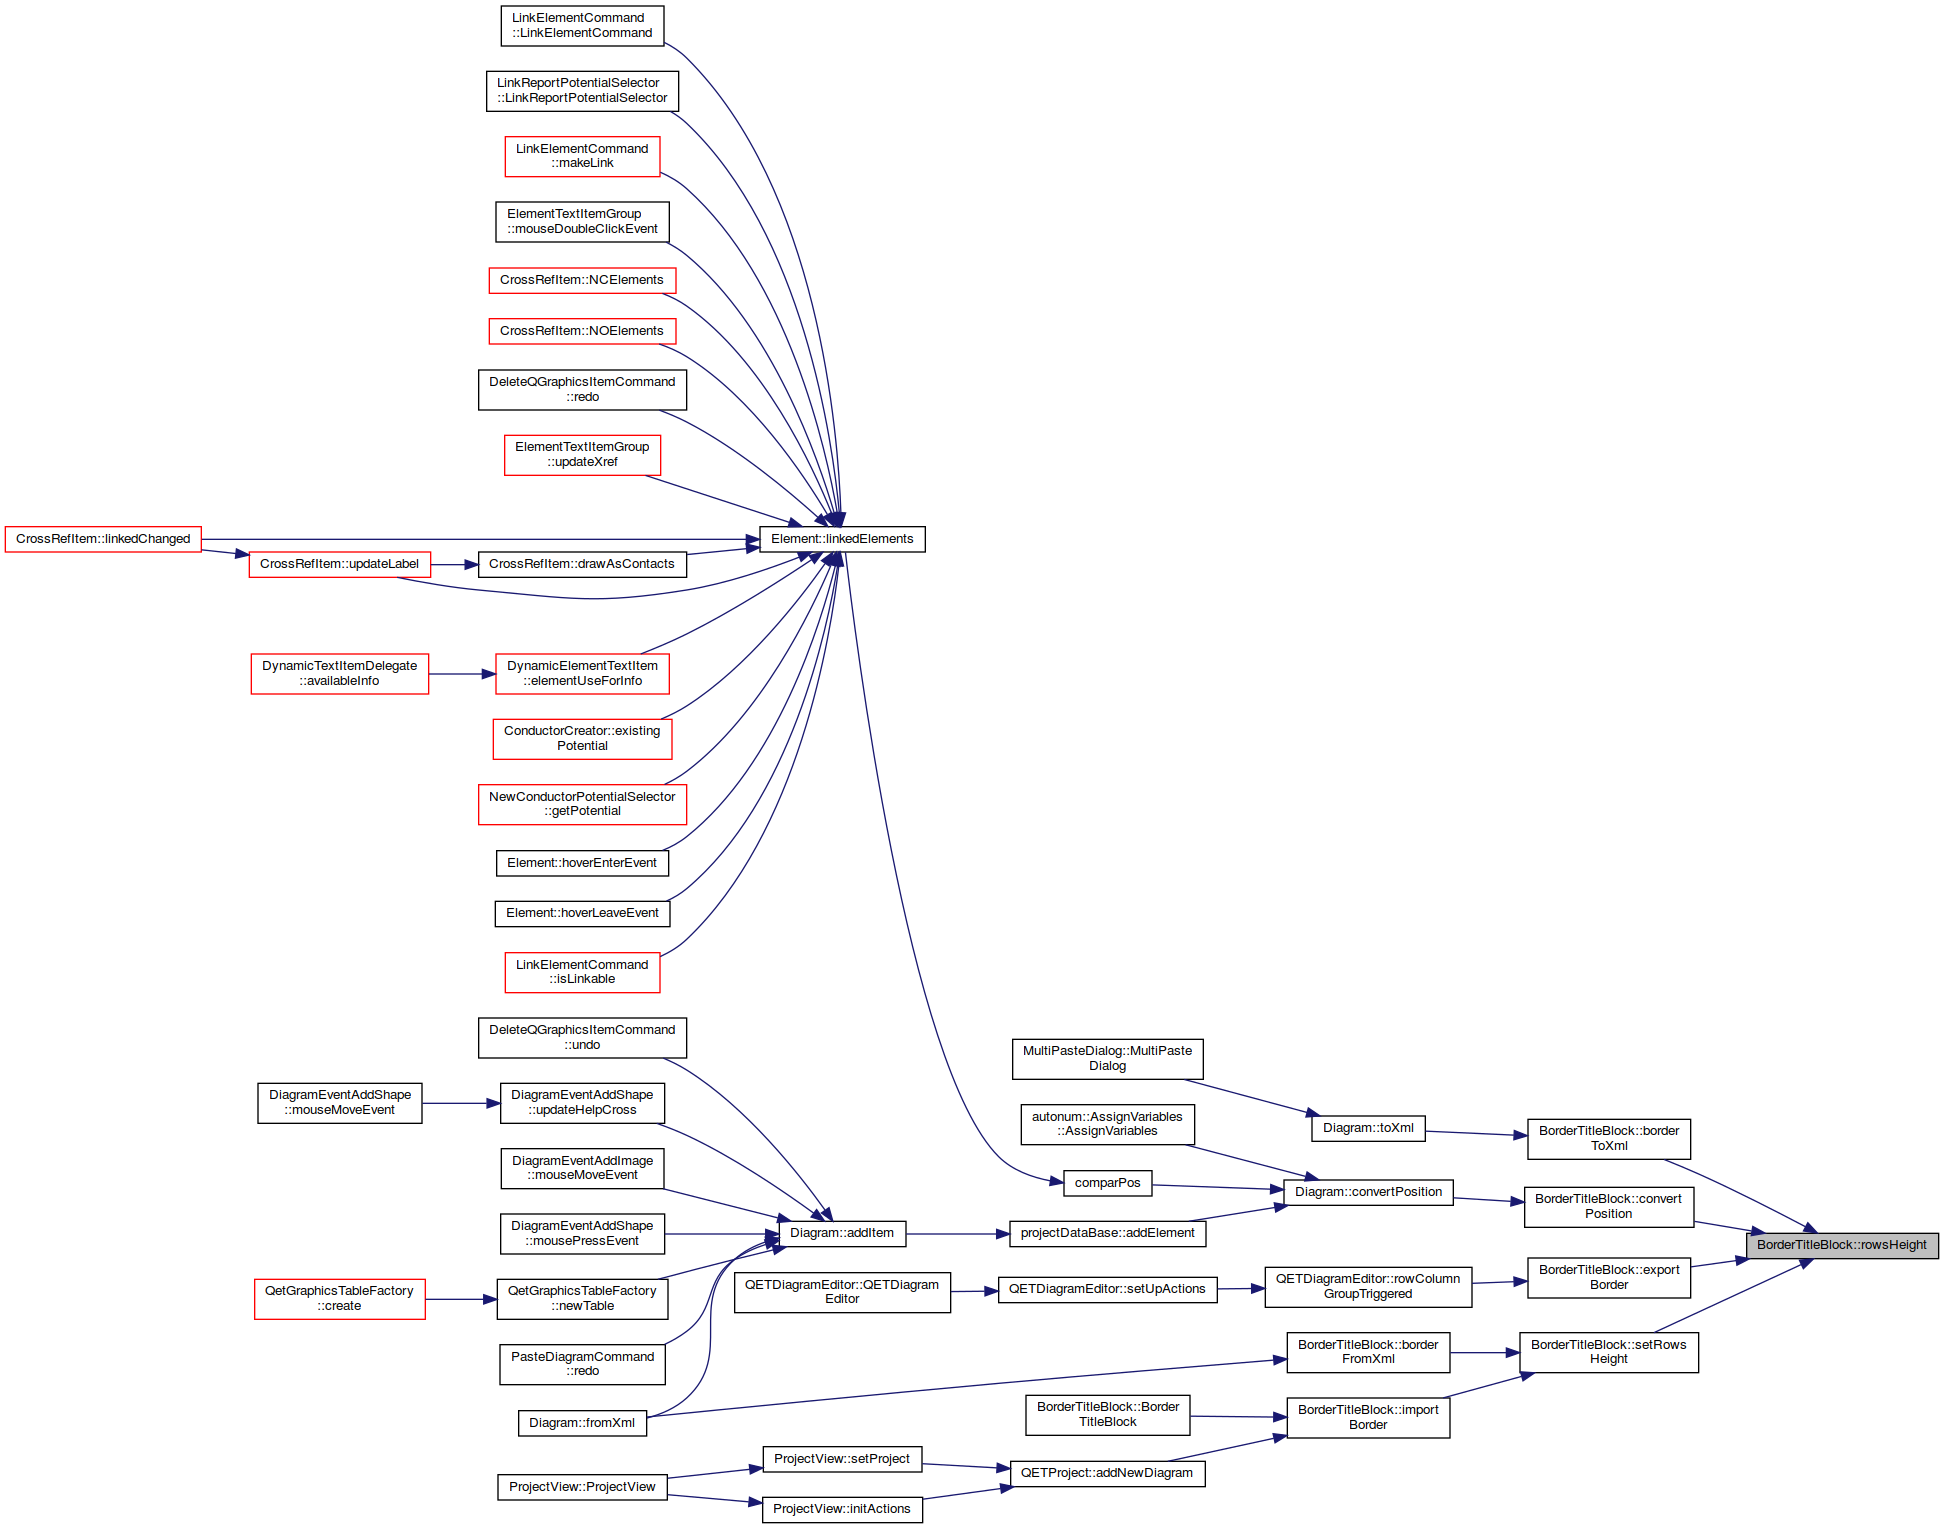 LinkElementCommand
::LinkElementCommand
LinkReportPotentialSelector
::LinkReportPotentialSelector
LinkElementCommand
::makeLink
ElementTextItemGroup
::mouseDoubleClickEvent
CrossRefItem::NCElements
CrossRefItem::NOElements
DeleteQGraphicsItemCommand
::redo
ElementTextItemGroup
::updateXref
CrossRefItem::linkedChanged
Element::linkedElements
CrossRefItem::updateLabel
CrossRefItem::drawAsContacts
DynamicTextItemDelegate
::availableInfo
DynamicElementTextItem
::elementUseForInfo
ConductorCreator::existing
Potential
NewConductorPotentialSelector
::getPotential
Element::hoverEnterEvent
Element::hoverLeaveEvent
LinkElementCommand
::isLinkable
DeleteQGraphicsItemCommand
::undo
MultiPasteDialog::MultiPaste
Dialog
DiagramEventAddShape
::mouseMoveEvent
DiagramEventAddShape
::updateHelpCross
autonum::AssignVariables
::AssignVariables
Diagram::toXml
BorderTitleBlock::border
ToXml
DiagramEventAddImage
::mouseMoveEvent
comparPos
Diagram::convertPosition
BorderTitleBlock::convert
Position
DiagramEventAddShape
::mousePressEvent
Diagram::addItem
projectDataBase::addElement
BorderTitleBlock::rowsHeight
QetGraphicsTableFactory
::create
QetGraphicsTableFactory
::newTable
QETDiagramEditor::QETDiagram
Editor
QETDiagramEditor::setUpActions
QETDiagramEditor::rowColumn
GroupTriggered
BorderTitleBlock::export
Border
PasteDiagramCommand
::redo
BorderTitleBlock::border
FromXml
BorderTitleBlock::setRows
Height
Diagram::fromXml
BorderTitleBlock::Border
TitleBlock
BorderTitleBlock::import
Border
ProjectView::setProject
QETProject::addNewDiagram
ProjectView::ProjectView
ProjectView::initActions